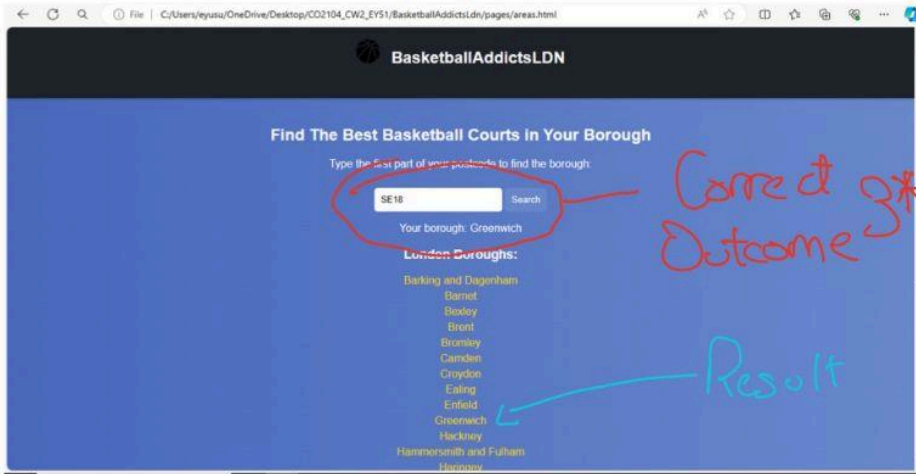 File | C:/Users/eyusu/OneDrive/Desktop/CO2104_CW2_EY51/BasketballAddictsLdn/pages/areas.html
BasketballAddictsLDN
Find The Best Basketball Courts in Your Borough
Type the first part of your postcode to find the borough:
SE18 Search
Your borough: Greenwich
Correct 3*
Outcome
London Boroughs:
Barking and Dagenham
Barnet
Bexley
Brent
Bromley
Camden
Croydon
Result
Ealing
Enfield
Greenwich
Hackney
Hammersmith and Fulham
Haringey